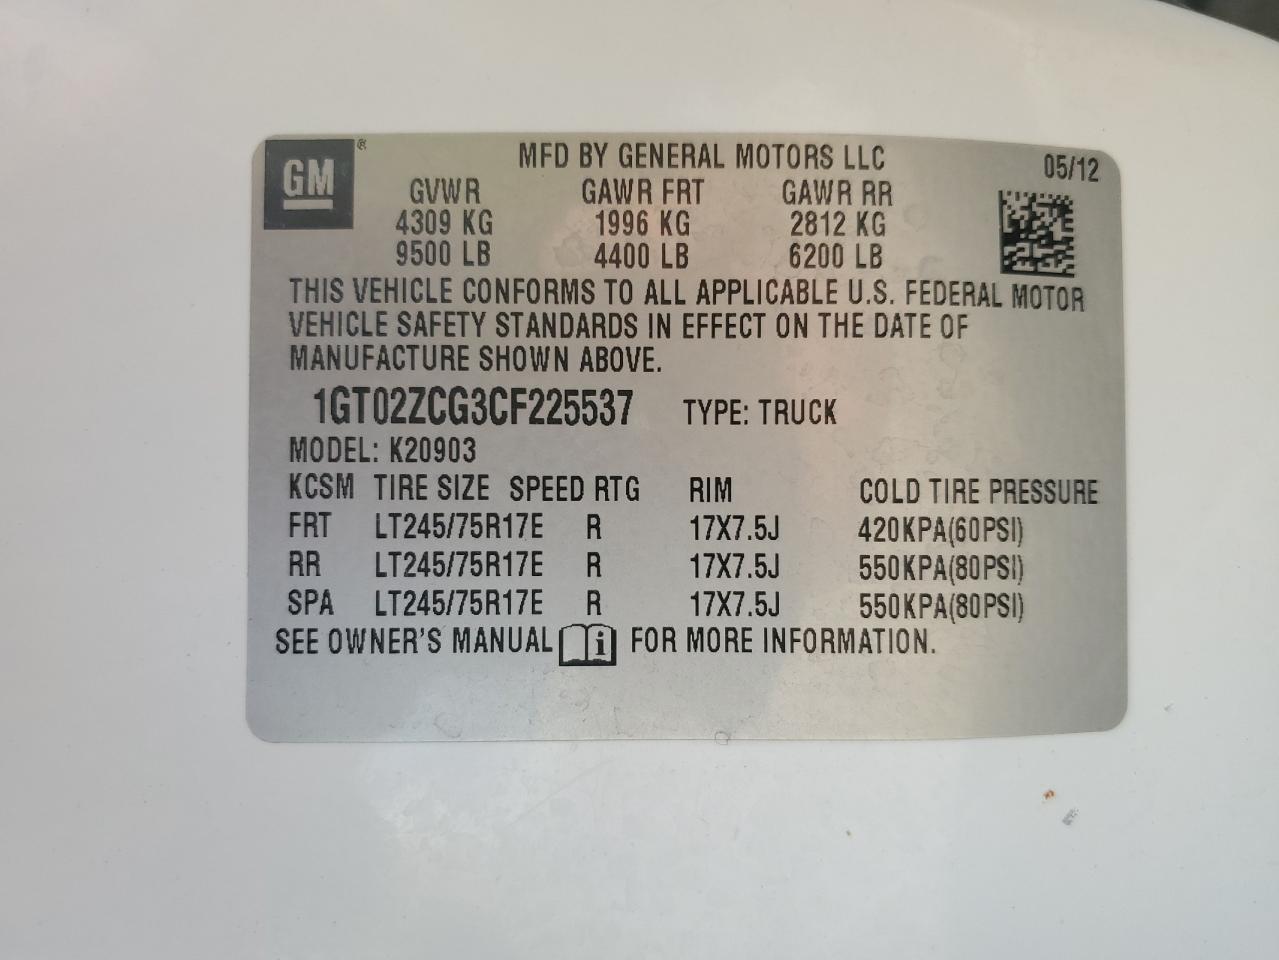 GM®
MFD BY GENERAL MOTORS LLC 05/12
GVWR GAWR FRT GAWR RR
4309 KG 1996 KG 2812 KG
9500 LB 4400 LB 6200 LB
THIS VEHICLE CONFORMS TO ALL APPLICABLE U.S. FEDERAL MOTOR
VEHICLE SAFETY STANDARDS IN EFFECT ON THE DATE OF
MANUFACTURE SHOWN ABOVE.
1GT02ZCG3CF225537 TYPE: TRUCK
MODEL: K20903
KCSM TIRE SIZE SPEED RTG RIM COLD TIRE PRESSURE
FRT LT245/75R17E R 17X7.5J 420KPA(60PSI)
RR LT245/75R17E R 17X7.5J 550KPA(80PSI)
SPA LT245/75R17E R 17X7.5J 550KPA(80PSI)
SEE OWNER'S MANUAL i FOR MORE INFORMATION.